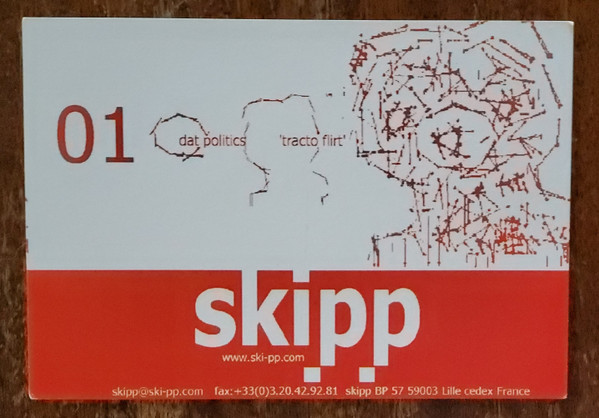 01 dat politics 'tracto flirt'
skipp
www.ski-pp.com
skipp@ski-pp.com fax:+33(0)3.20.42.92.81 skipp BP 57 59003 Lille cedex France